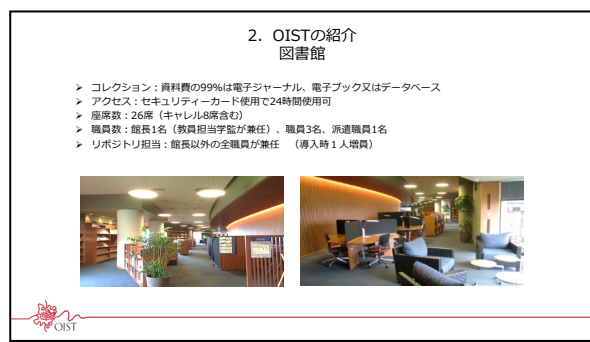 2. OISTの紹介
図書館
➢ コレクション：資料費の99%は電子ジャーナル、電子ブック又はデータベース
➢ アクセス：セキュリティーカード使用で24時間使用可
➢ 座席数：26席（キャレル8席含む）
➢ 職員数：館長1名（教員担当学監が兼任）、職員3名、派遣職員1名
➢ リポジトリ担当：館長以外の全職員が兼任　（導入時１人増員）
OIST